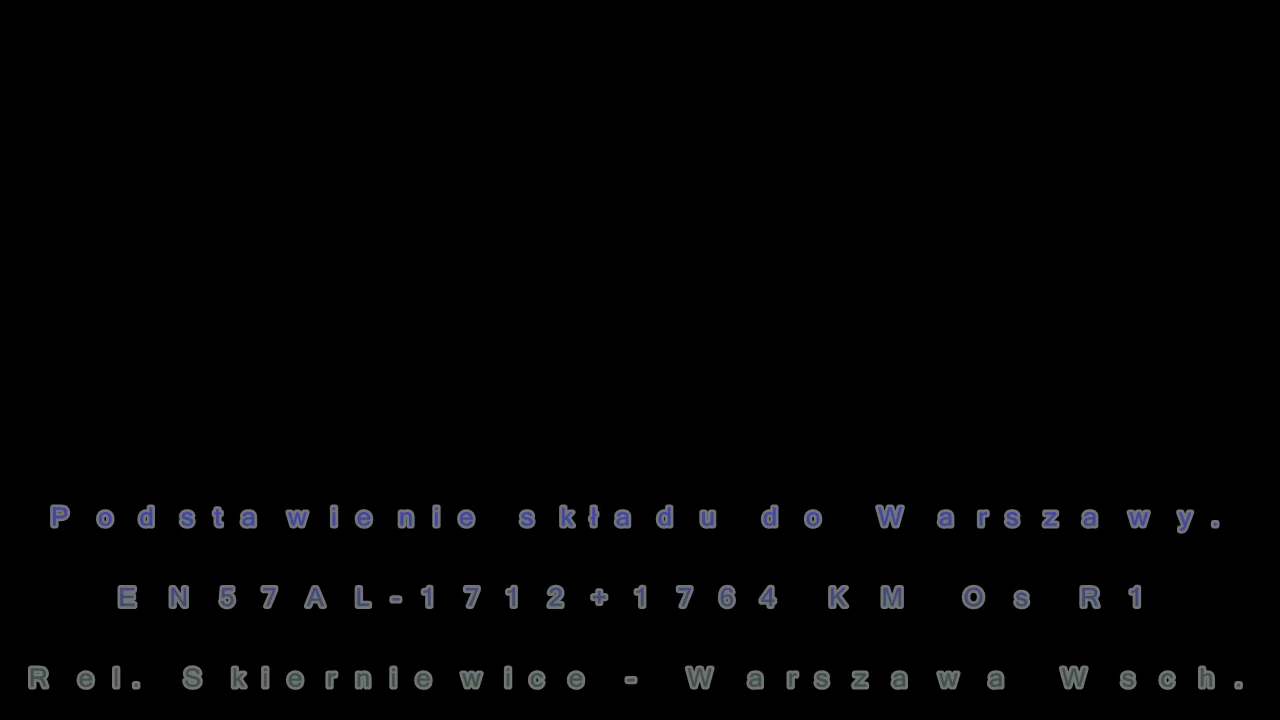 Podstawienie składu do Warszawy.
EN57AL-1712+1764 KM Os R1
Rel. Skierniewice - Warszawa Wsch.